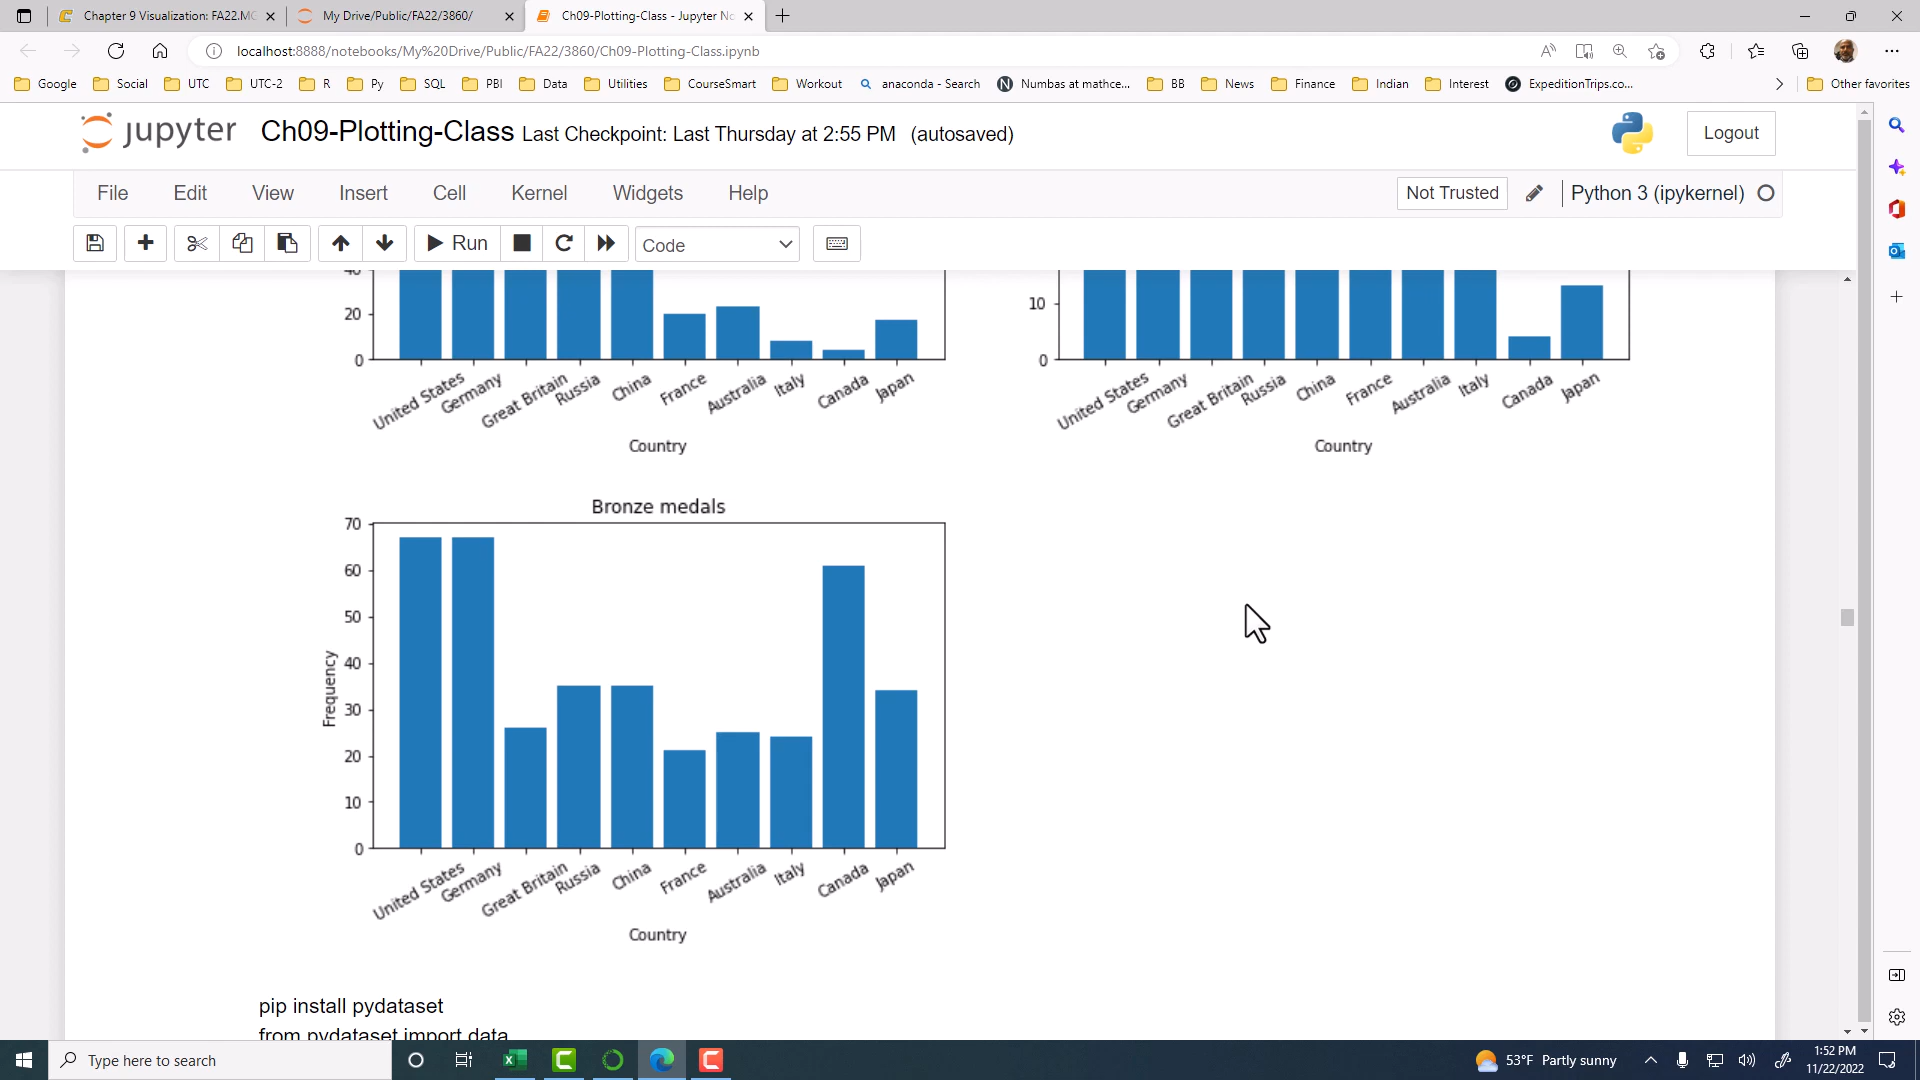 Chapter 9 Visualization: FA22.MC
My Drive/Public/FA22/3860/
Ch09-Plotting-Class - Jupyter No
localhost:8888/notebooks/My%20Drive/Public/FA22/3860/Ch09-Plotting-Class.ipynb
Google Social UTC UTC-2 R Py SQL PBI Data Utilities CourseSmart Workout anaconda - Search Numbas at mathce... BB News Finance Indian Interest ExpeditionTrips.co... Other favorites
jupyter Ch09-Plotting-Class Last Checkpoint: Last Thursday at 2:55 PM (autosaved) Logout
File Edit View Insert Cell Kernel Widgets Help Not Trusted Python 3 (ipykernel)
Run Code
40
20
0
United States Germany Great Britain Russia China France Australia Italy Canada Japan
Country
10
0
United States Germany Great Britain Russia China France Australia Italy Canada Japan
Country
Bronze medals
70
60
50
40
30
20
10
0
Frequency
United States Germany Great Britain Russia China France Australia Italy Canada Japan
Country
pip install pydataset
from pydataset import data
Type here to search
53°F Partly sunny
1:52 PM
11/22/2022